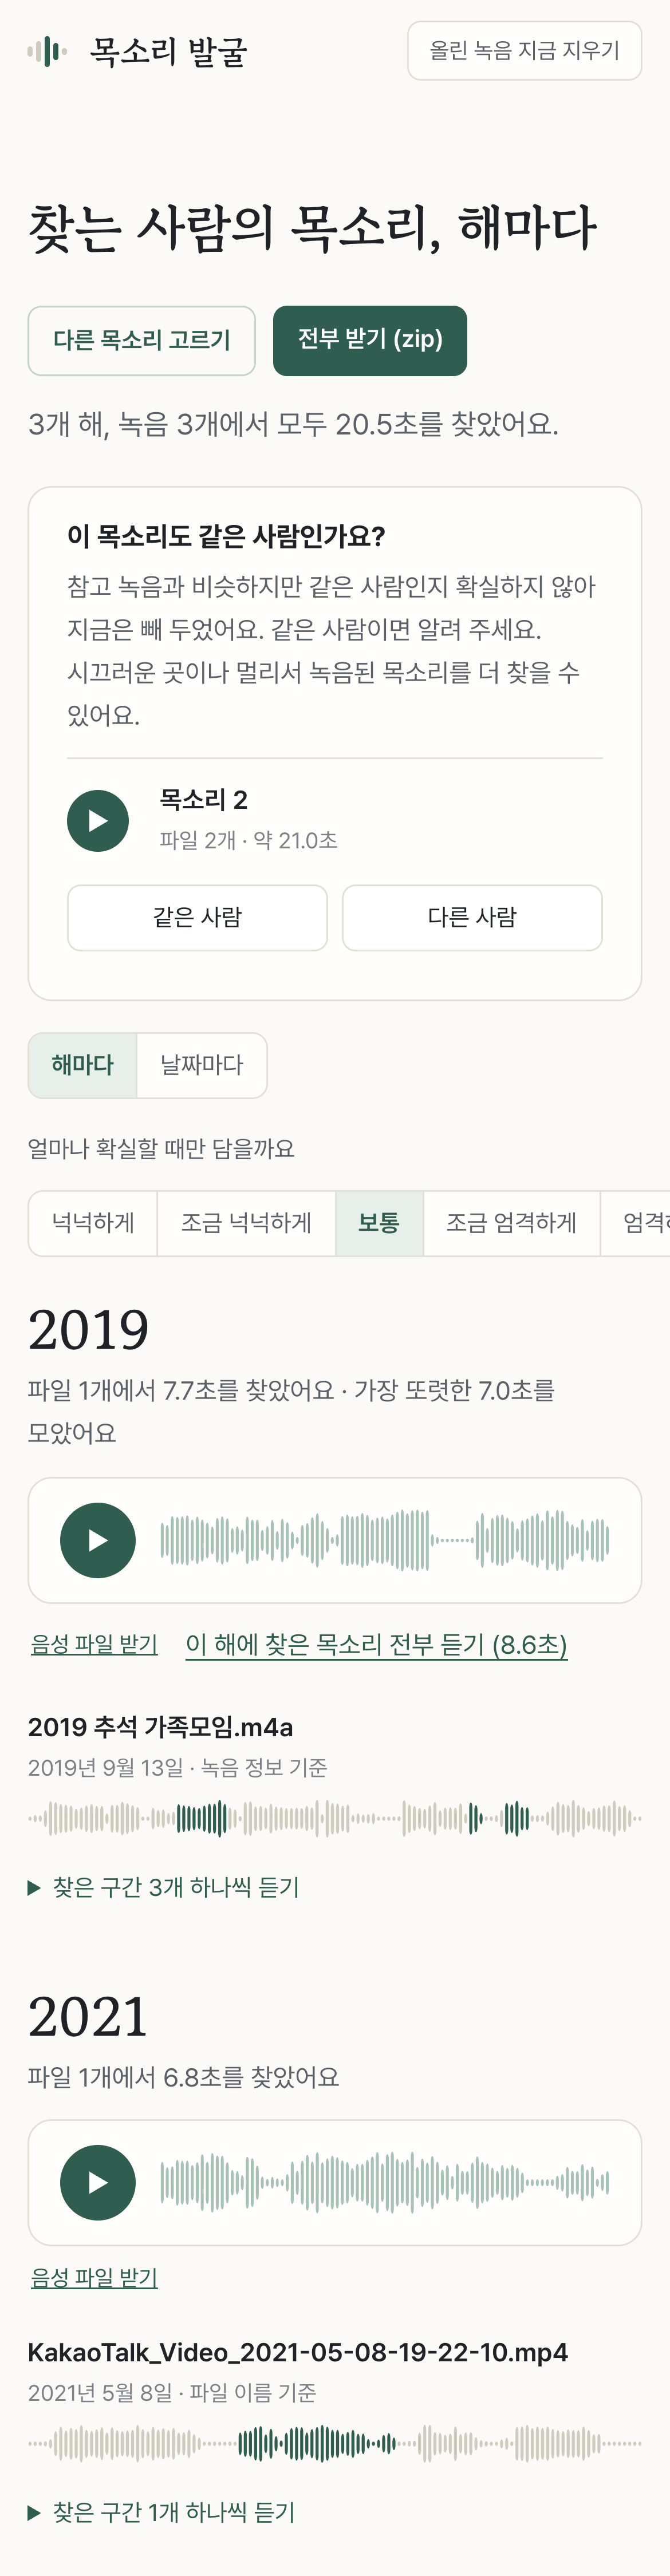 목소리 발굴
올린 녹음 지금 지우기
찾는 사람의 목소리, 해마다
다른 목소리 고르기
전부 받기 (zip)
3개 해, 녹음 3개에서 모두 20.5초를 찾았어요.
이 목소리도 같은 사람인가요?
참고 녹음과 비슷하지만 같은 사람인지 확실하지 않아
지금은 빼 두었어요. 같은 사람이면 알려 주세요.
시끄러운 곳이나 멀리서 녹음된 목소리를 더 찾을 수
있어요.
목소리 2
파일 2개 · 약 21.0초
같은 사람
다른 사람
해마다
날짜마다
얼마나 확실할 때만 담을까요
넉넉하게
조금 넉넉하게
보통
조금 엄격하게
엄격
2019
파일 1개에서 7.7초를 찾았어요 · 가장 또렷한 7.0초를
모았어요
음성 파일 받기
이 해에 찾은 목소리 전부 듣기 (8.6초)
2019 추석 가족모임.m4a
2019년 9월 13일 · 녹음 정보 기준
찾은 구간 3개 하나씩 듣기
2021
파일 1개에서 6.8초를 찾았어요
음성 파일 받기
KakaoTalk_Video_2021-05-08-19-22-10.mp4
2021년 5월 8일 · 파일 이름 기준
찾은 구간 1개 하나씩 듣기